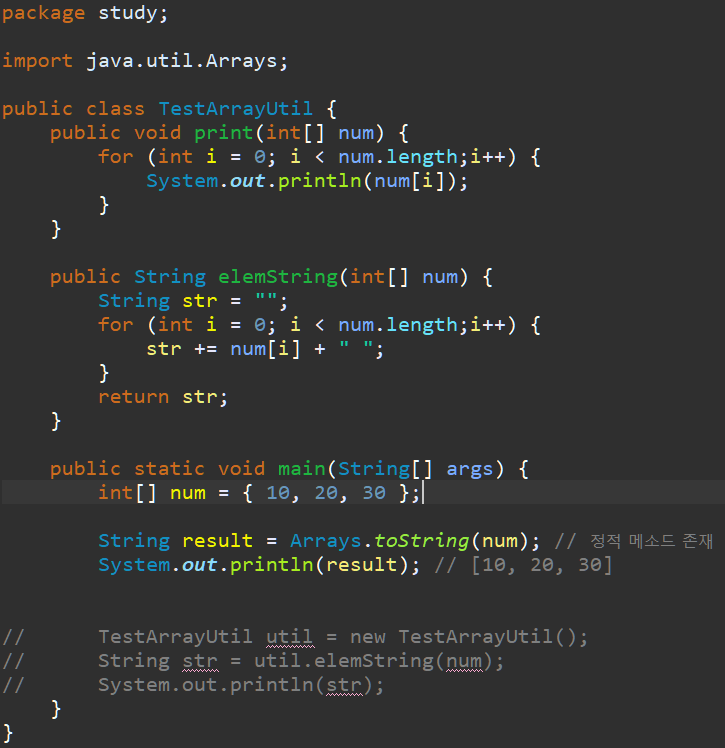 package study;
import java.util.Arrays;
public class TestArrayUtil {
    public void print(int[] num) {
        for (int i = 0; i < num.length;i++) {
            System.out.println(num[i]);
        }
    }
    public String elemString(int[] num) {
        String str = "";
        for (int i = 0; i < num.length;i++) {
            str += num[i] + " ";
        }
        return str;
    }
    public static void main(String[] args) {
        int[] num = { 10, 20, 30 };
        String result = Arrays.toString(num); // 정적 메소드 존재
        System.out.println(result); // [10, 20, 30]
//      TestArrayUtil util = new TestArrayUtil();
//      String str = util.elemString(num);
//      System.out.println(str);
    }
}